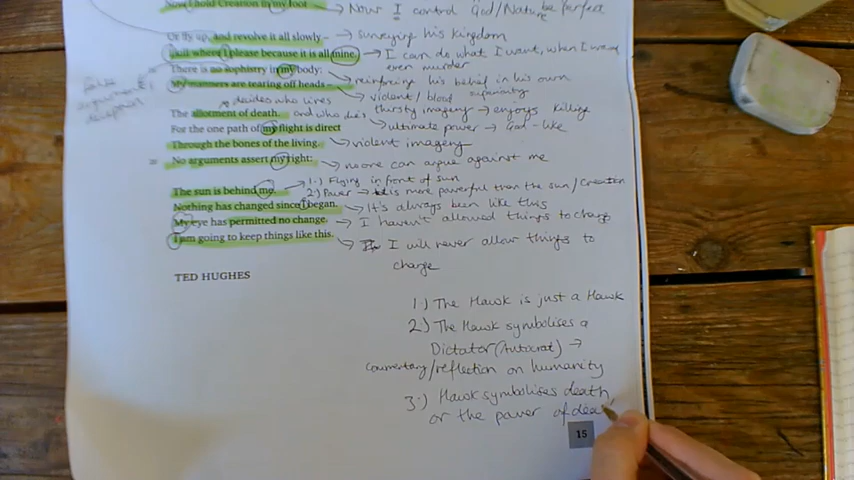 Now I hold Creation in my foot → Now I control God/Nature be perfect
Or fly up, and revolve it all slowly – → surveying his kingdom
I kill where I please because it is all mine. → I can do what I want, when I want
even murder
There is no sophistry in my body: → reinforcing his belief in his own
superiority
My manners are tearing off heads – → violent / blood
decides who lives thirsty imagery → enjoys killing
The allotment of death. and who dies
For the one path of my flight is direct → ultimate power → God-like
Through the bones of the living. → violent imagery
No arguments assert my right: → no one can argue against me
1.) Flying in front of sun
The sun is behind me. 2.) Power → is more powerful than the sun/creation
Nothing has changed since I began. → It's always been like this
My eye has permitted no change. → I haven't allowed things to change
I am going to keep things like this. → I will never allow things to
change
TED HUGHES
1.) The Hawk is just a Hawk
2.) The Hawk symbolises a
Dictator (Autocrat) →
commentary/reflection on humanity
3.) Hawk symbolises death,
or the power of dea
15